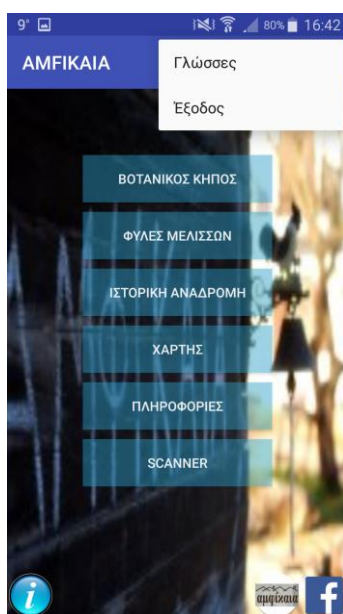 9°
80% 16:42
AMFIKAIA
Γλώσσες
Έξοδος
ΒΟΤΑΝΙΚΟΣ ΚΗΠΟΣ
ΦΥΛΕΣ ΜΕΛΙΣΣΩΝ
ΙΣΤΟΡΙΚΗ ΑΝΑΔΡΟΜΗ
ΧΑΡΤΗΣ
ΠΛΗΡΟΦΟΡΙΕΣ
SCANNER
i
αμφίκαια
f